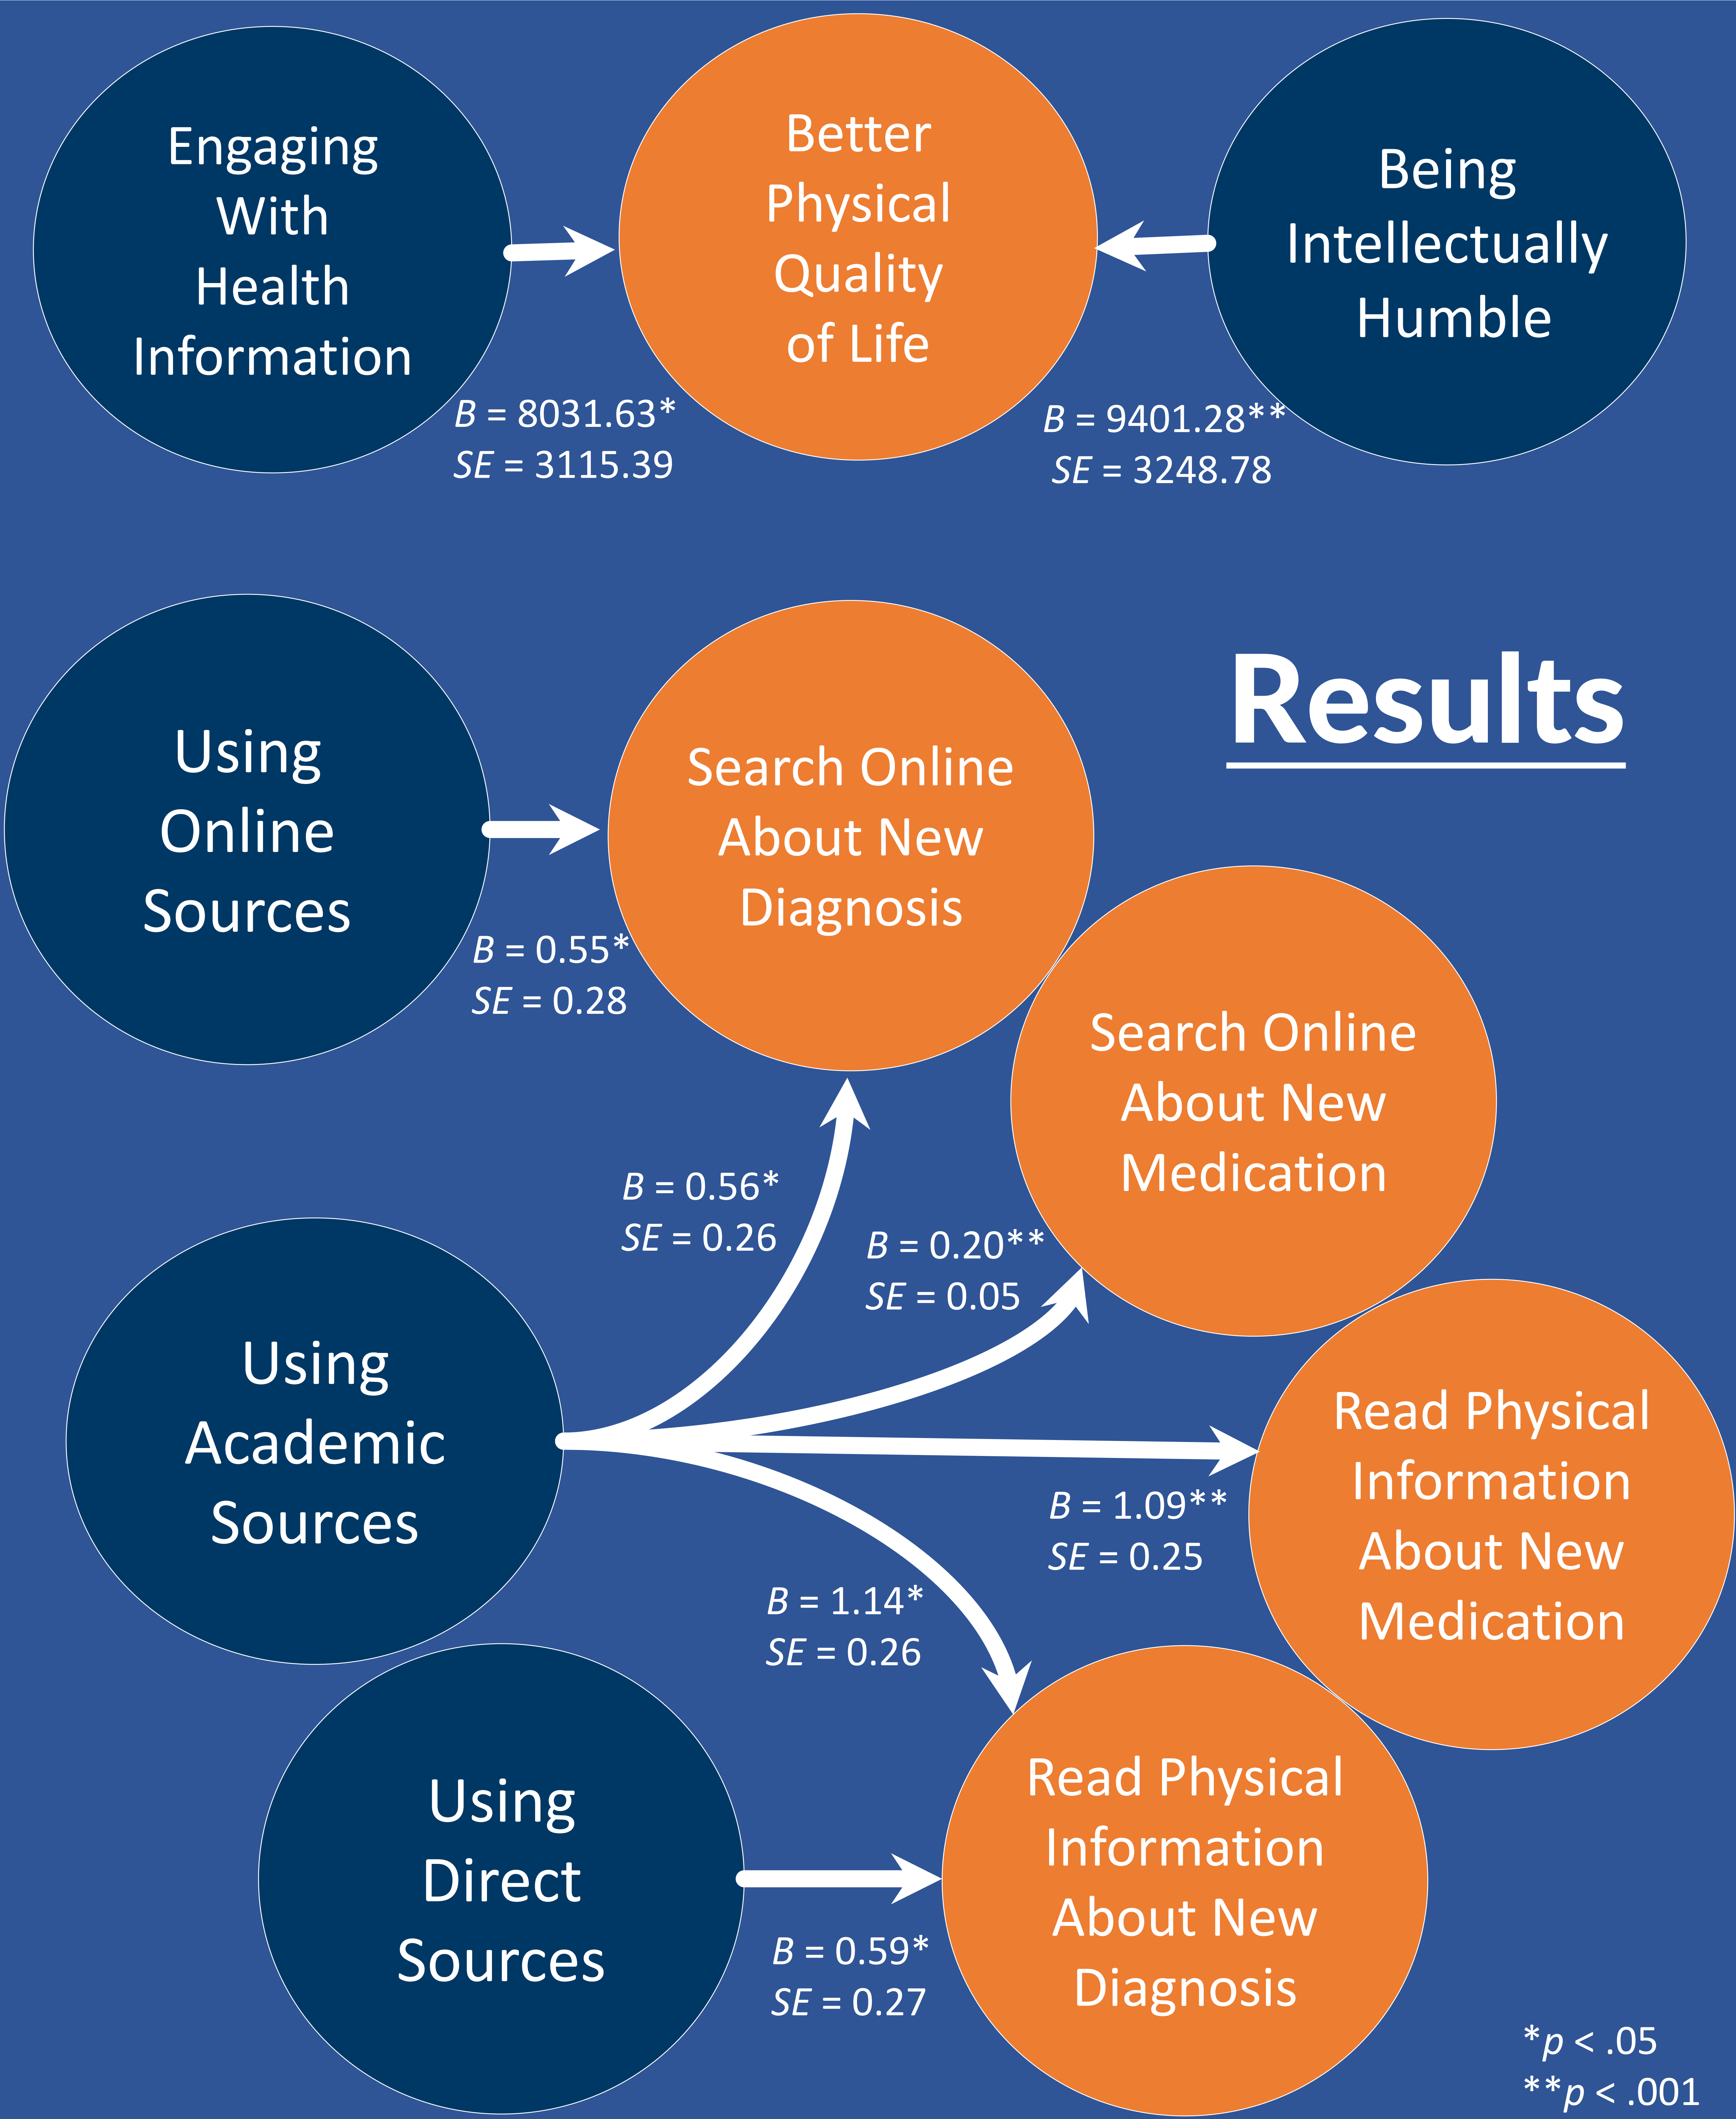 Engaging
With
Health
Information
Better
Physical
Quality
of Life
Being
Intellectually
Humble
B = 8031.63*
SE = 3115.39
B = 9401.28**
SE = 3248.78
Results
Using
Online
Sources
Search Online
About New
Diagnosis
B = 0.55*
SE = 0.28
Search Online
About New
Medication
B = 0.56*
SE = 0.26
B = 0.20**
SE = 0.05
Using
Academic
Sources
Read Physical
Information
About New
Medication
B = 1.09**
SE = 0.25
B = 1.14*
SE = 0.26
Using
Direct
Sources
Read Physical
Information
About New
Diagnosis
B = 0.59*
SE = 0.27
*p < .05
**p < .001